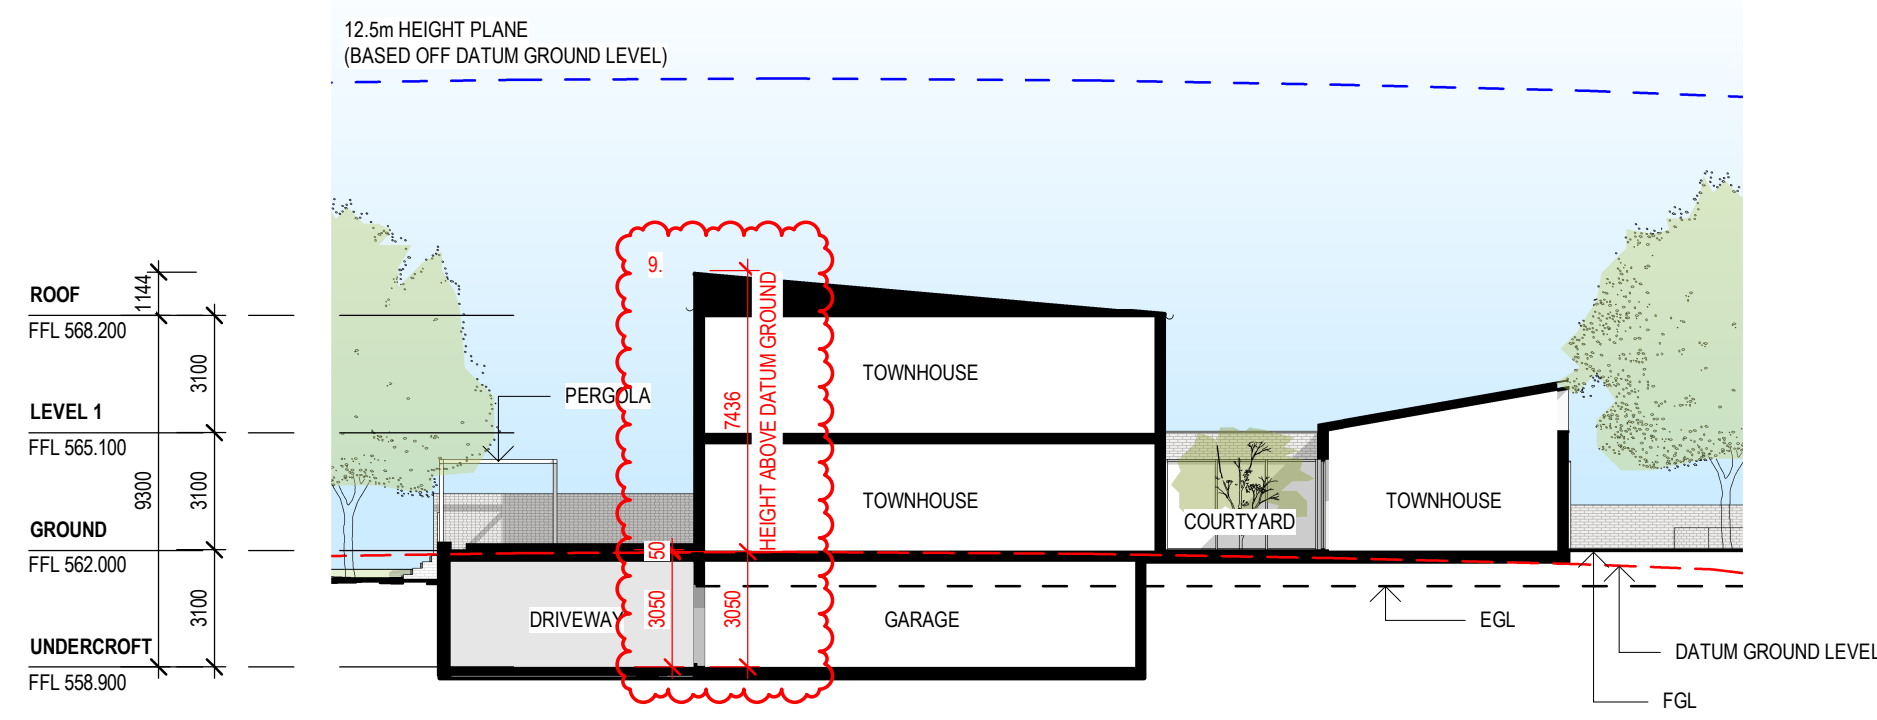 12.5m HEIGHT PLANE
(BASED OFF DATUM GROUND LEVEL)
9.
1144
ROOF
FFL 568.200
3100
TOWNHOUSE
PERGOLA
7436
HEIGHT ABOVE DATUM GROUND
LEVEL 1
FFL 565.100
9300
3100
TOWNHOUSE
COURTYARD
TOWNHOUSE
GROUND
FFL 562.000
50
3100
3050
3050
DRIVEWAY
GARAGE
EGL
UNDERCROFT
FFL 558.900
DATUM GROUND LEVEL
FGL